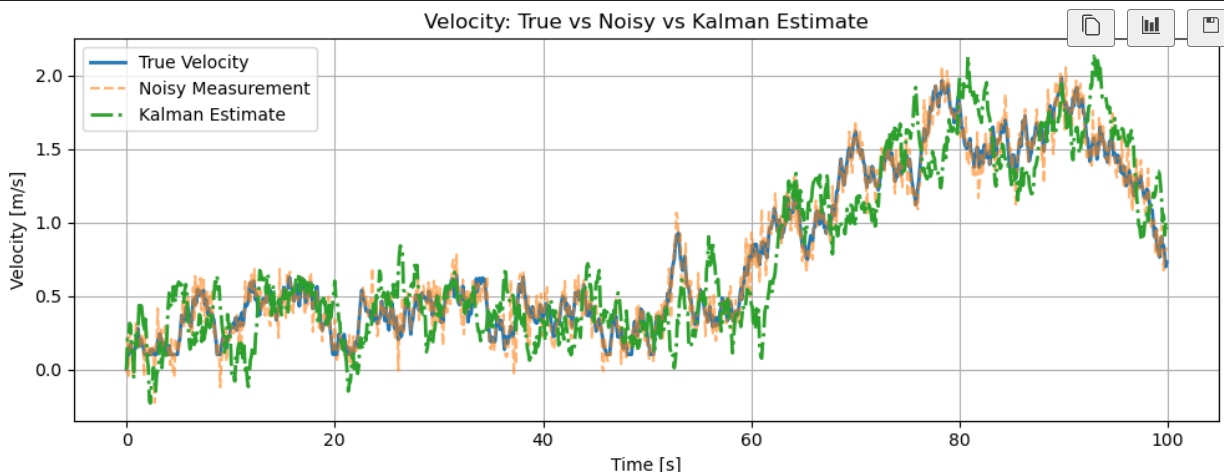 Velocity: True vs Noisy vs Kalman Estimate
True Velocity
Noisy Measurement
Kalman Estimate
Velocity [m/s]
2.0
1.5
1.0
0.5
0.0
0 20 40 60 80 100
Time [s]